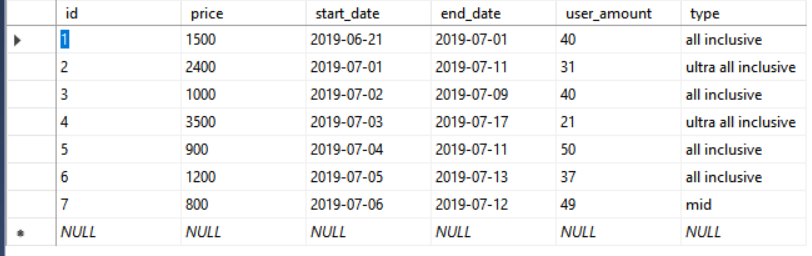 id price start_date end_date user_amount type
1 1500 2019-06-21 2019-07-01 40 all inclusive
2 2400 2019-07-01 2019-07-11 31 ultra all inclusive
3 1000 2019-07-02 2019-07-09 40 all inclusive
4 3500 2019-07-03 2019-07-17 21 ultra all inclusive
5 900 2019-07-04 2019-07-11 50 all inclusive
6 1200 2019-07-05 2019-07-13 37 all inclusive
7 800 2019-07-06 2019-07-12 49 mid
NULL NULL NULL NULL NULL NULL